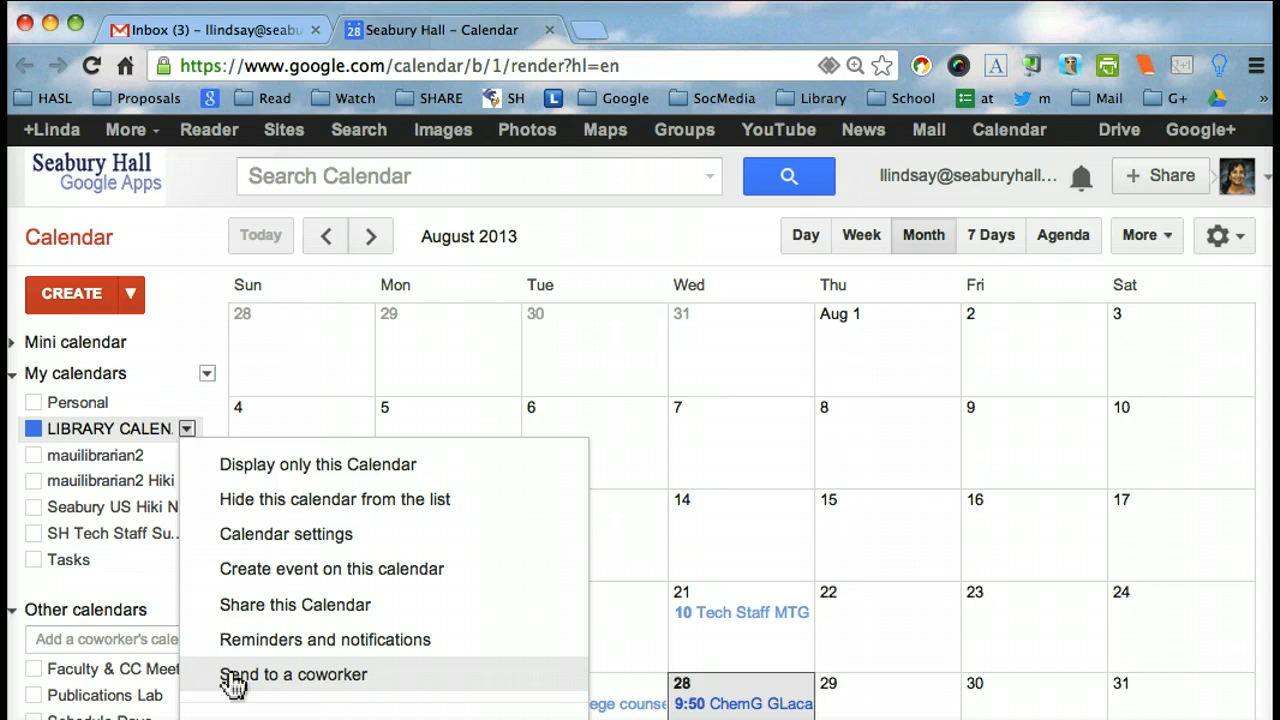 Inbox (3) – llindsay@seabu
28 Seabury Hall – Calendar
https://www.google.com/calendar/b/1/render?hl=en
HASL Proposals 8 Read Watch SHARE SH L Google SocMedia Library School at m Mail G+ »
+Linda More Reader Sites Search Images Photos Maps Groups YouTube News Mail Calendar Drive Google+
Seabury Hall
Google Apps
Search Calendar
llindsay@seaburyhall...
+ Share
Calendar
Today
August 2013
Day Week Month 7 Days Agenda More
CREATE
Sun Mon Tue Wed Thu Fri Sat
28 29 30 31 Aug 1 2 3
Mini calendar
My calendars
Personal
4 5 6 7 8 9 10
LIBRARY CALEN
mauilibrarian2
mauilibrarian2 Hiki
Seabury US Hiki N
SH Tech Staff Su...
Tasks
Other calendars
Add a coworker's cale
Faculty & CC Meet
Publications Lab
Display only this Calendar
Hide this calendar from the list
Calendar settings
Create event on this calendar
Share this Calendar
Reminders and notifications
Send to a coworker
14 15 16 17
21 22 23 24
10 Tech Staff MTG
28 29 30 31
ege counse
9:50 ChemG GLaca